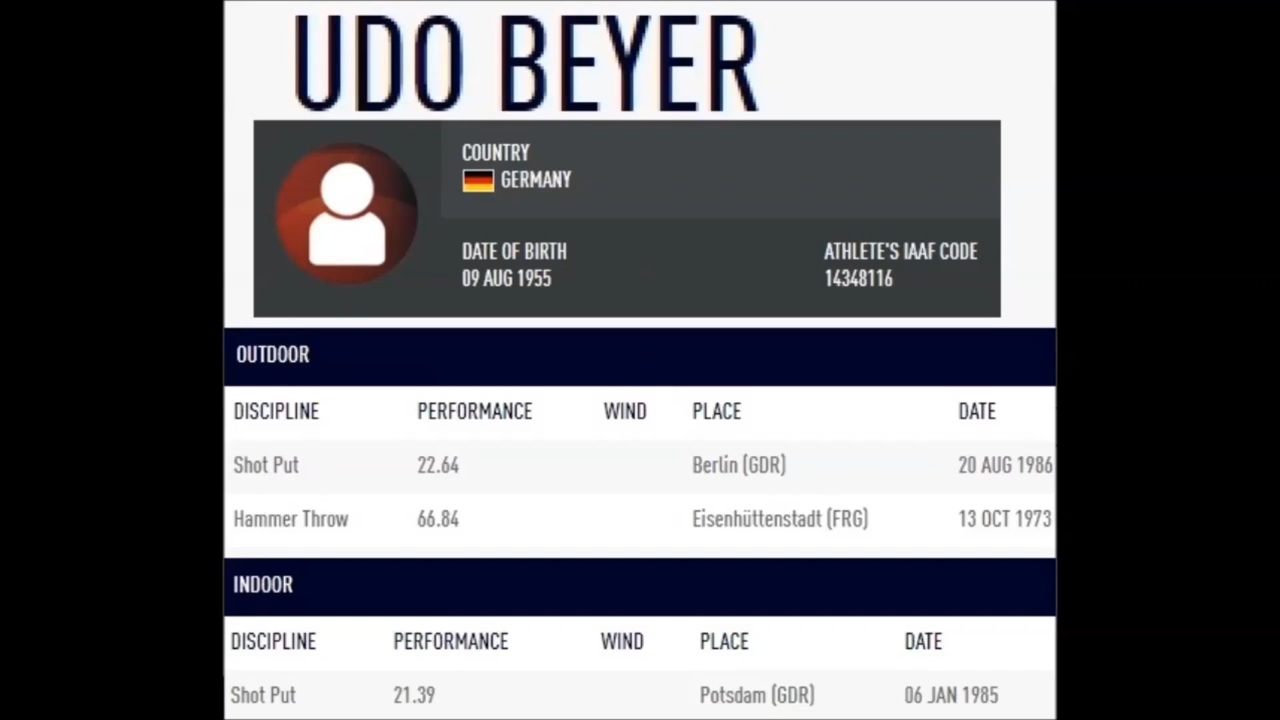 UDO BEYER
COUNTRY
GERMANY
DATE OF BIRTH ATHLETE'S IAAF CODE
09 AUG 1955 14348116
OUTDOOR
DISCIPLINE PERFORMANCE WIND PLACE DATE
Shot Put 22.64 Berlin (GDR) 20 AUG 1986
Hammer Throw 66.84 Eisenhüttenstadt (FRG) 13 OCT 1973
INDOOR
DISCIPLINE PERFORMANCE WIND PLACE DATE
Shot Put 21.39 Potsdam (GDR) 06 JAN 1985